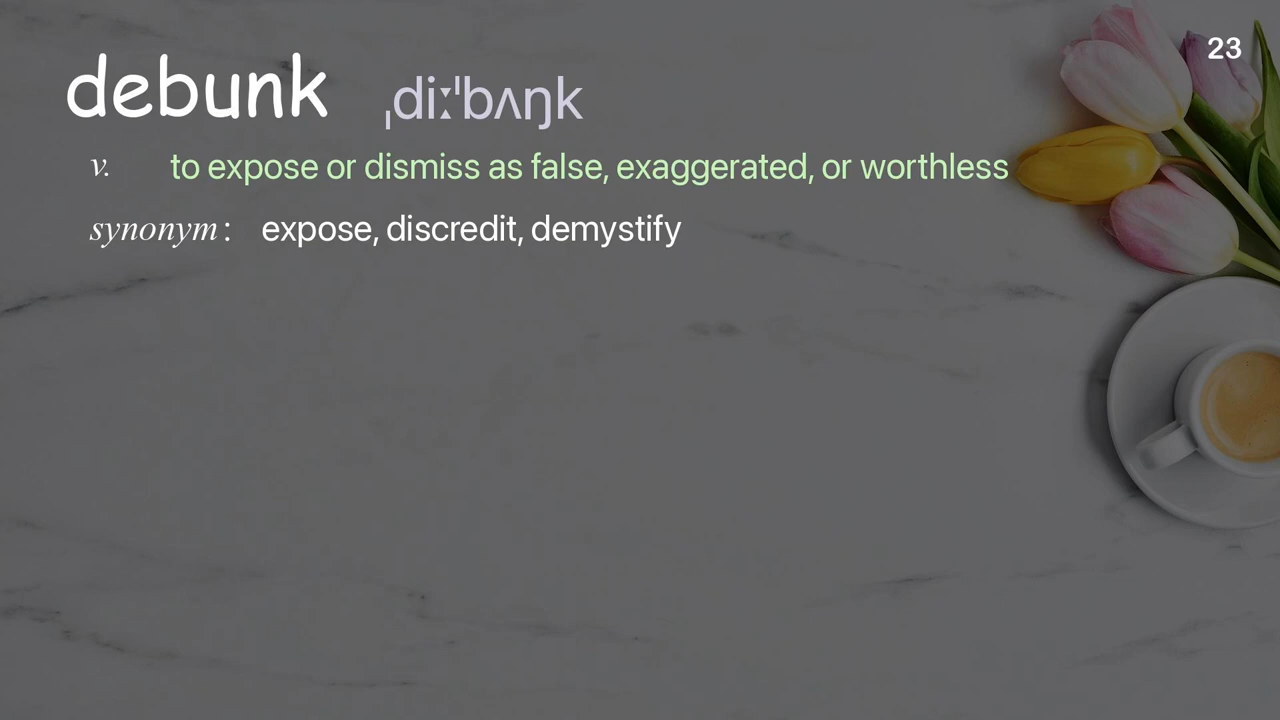 23
debunk ˌdiːˈbʌŋk
v. to expose or dismiss as false, exaggerated, or worthless
synonym : expose, discredit, demystify